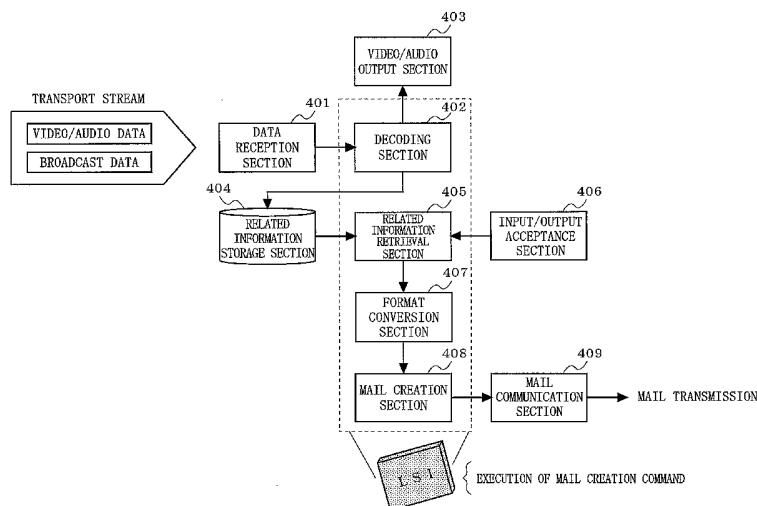 403
VIDEO/AUDIO
OUTPUT SECTION
TRANSPORT STREAM
VIDEO/AUDIO DATA
BROADCAST DATA
401
DATA
RECEPTION
SECTION
402
DECODING
SECTION
404
RELATED
INFORMATION
STORAGE SECTION
405
RELATED
INFORMATION
RETRIEVAL
SECTION
406
INPUT/OUTPUT
ACCEPTANCE
SECTION
407
FORMAT
CONVERSION
SECTION
408
MAIL CREATION
SECTION
409
MAIL
COMMUNICATION
SECTION
MAIL TRANSMISSION
LSI
EXECUTION OF MAIL CREATION COMMAND